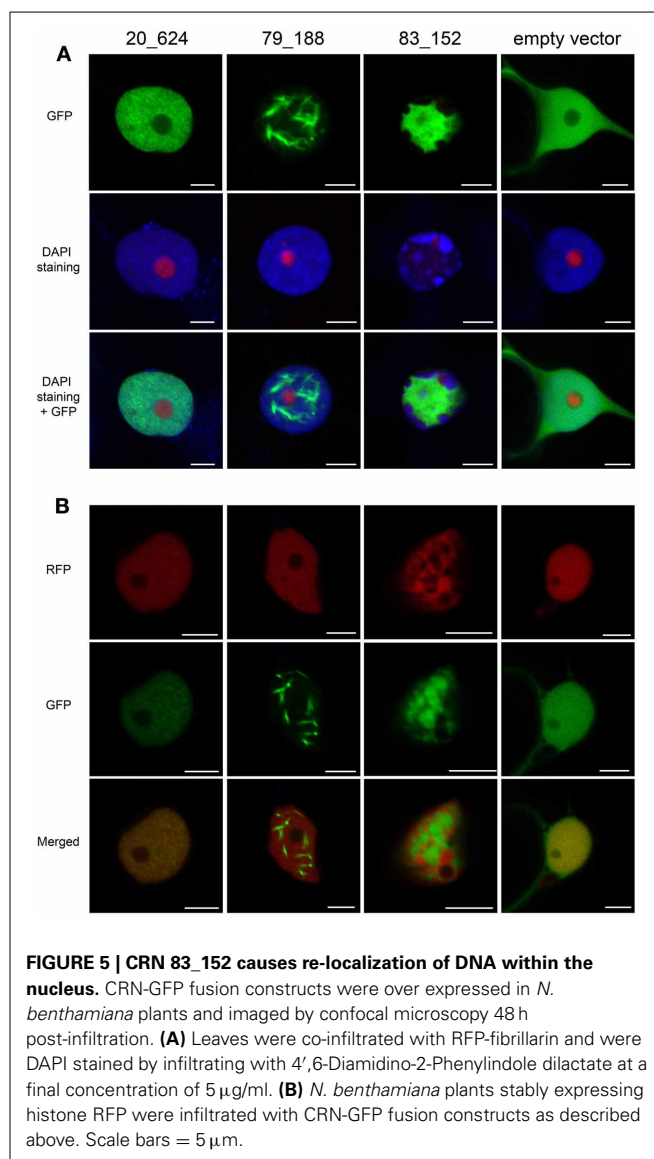 20_624 79_188 83_152 empty vector
A
GFP
DAPI
staining
DAPI
staining
+ GFP
B
RFP
GFP
Merged
FIGURE 5 | CRN 83_152 causes re-localization of DNA within the
nucleus. CRN-GFP fusion constructs were over expressed in N.
benthamiana plants and imaged by confocal microscopy 48 h
post-infiltration. (A) Leaves were co-infiltrated with RFP-fibrillarin and were
DAPI stained by infiltrating with 4′,6-Diamidino-2-Phenylindole dilactate at a
final concentration of 5 μg/ml. (B) N. benthamiana plants stably expressing
histone RFP were infiltrated with CRN-GFP fusion constructs as described
above. Scale bars = 5 μm.